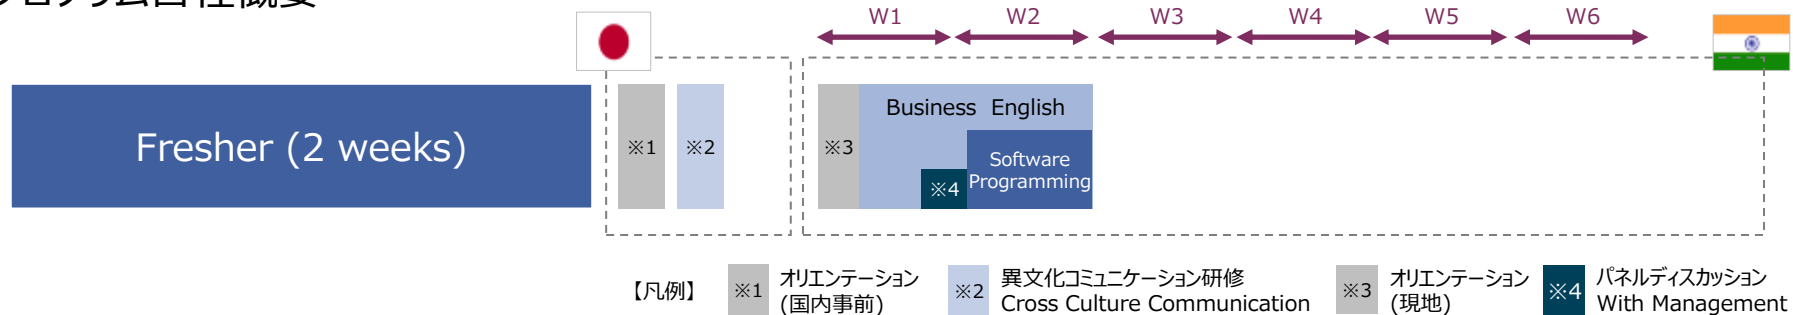 W1 W2 W3 W4 W5 W6
Fresher (2 weeks)
※1
※2
※3
Business English
Software
Programming
※4
【凡例】
※1
オリエンテーション
(国内事前)
※2
異文化コミュニケーション研修
Cross Culture Communication
※3
オリエンテーション
(現地)
※4
パネルディスカッション
With Management